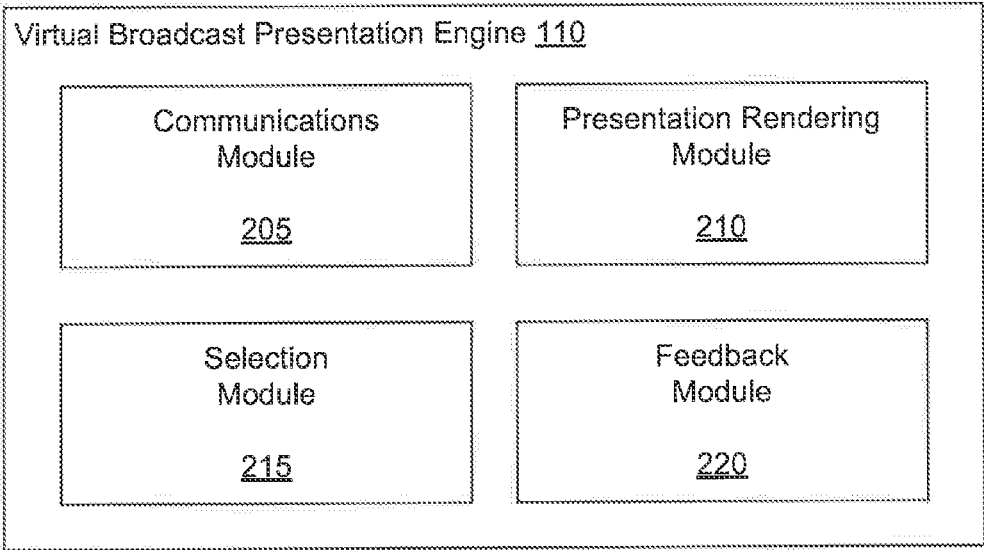 Virtual Broadcast Presentation Engine 110
Communications
Module
205
Presentation Rendering
Module
210
Selection
Module
215
Feedback
Module
220